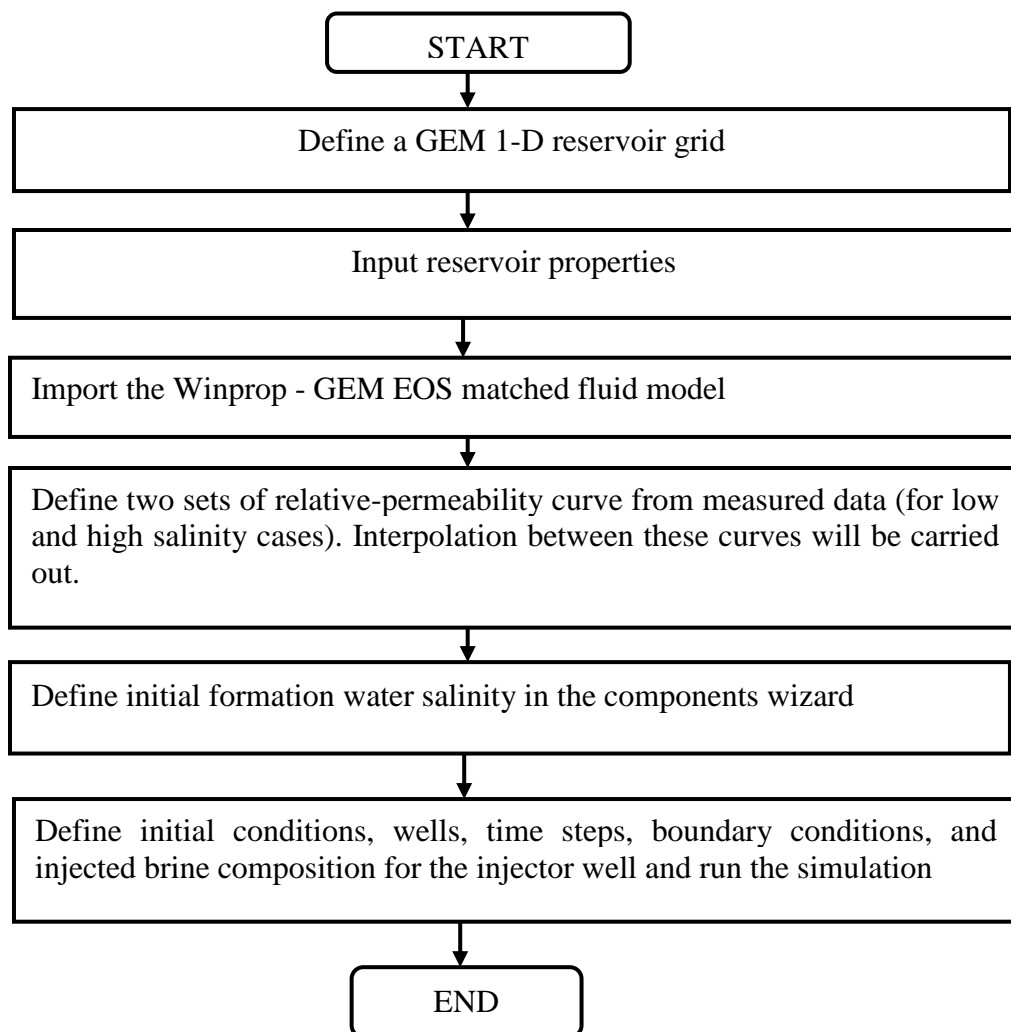 START
Define a GEM 1-D reservoir grid
Input reservoir properties
Import the Winprop - GEM EOS matched fluid model
Define two sets of relative-permeability curve from measured data (for low
and high salinity cases). Interpolation between these curves will be carried
out.
Define initial formation water salinity in the components wizard
Define initial conditions, wells, time steps, boundary conditions, and
injected brine composition for the injector well and run the simulation
END